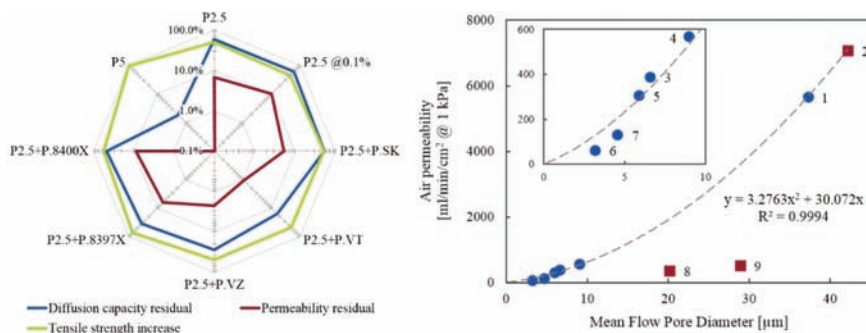 P2.5
100.0%
P5
P2.5 @0.1%
10.0%
1.0%
P2.5+P.8400X
0.1%
P2.5+P.SK
P2.5+P.8397X
P2.5+P.VT
P2.5+P.VZ
Diffusion capacity residual
Permeability residual
Tensile strength increase
Air permeability
[ml/min/cm² @ 1 kPa]
8000
6000
4000
2000
0
600
400
200
0
0
5
10
4
3
5
7
6
2
1
y = 3.2763x² + 30.072x
R² = 0.9994
8
9
0
10
20
30
40
Mean Flow Pore Diameter [µm]